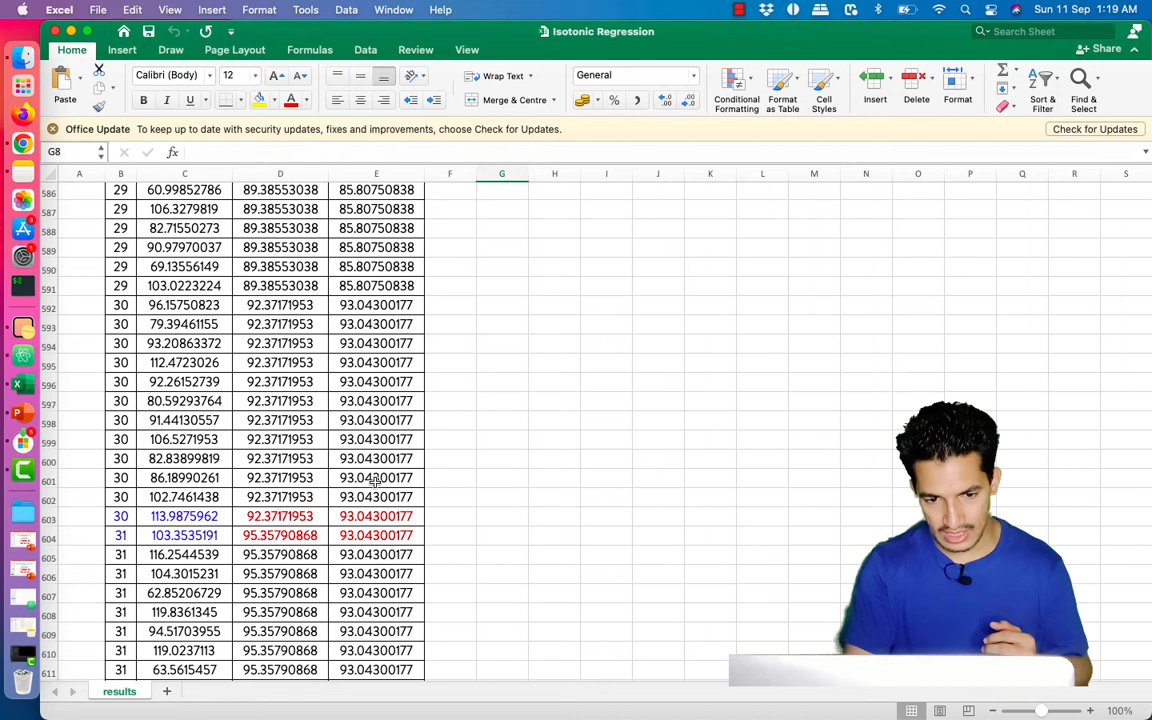 Excel File Edit View Insert Format Tools Data Window Help Sun 11 Sep 1:19 AM
Isotonic Regression
Search Sheet
Home Insert Draw Page Layout Formulas Data Review View
Share
Paste
Calibri (Body) 12
Wrap Text
General
B I U
Merge & Centre
Conditional Formatting
Format as Table
Cell Styles
Insert Delete Format
Sort & Filter
Find & Select
Office Update To keep up to date with security updates, fixes and improvements, choose Check for Updates.
Check for Updates
G8 fx
A B C D E F G H I J K L M N O P Q R S
586 29 60.99852786 89.38553038 85.80750838
587 29 106.3279819 89.38553038 85.80750838
588 29 82.71550273 89.38553038 85.80750838
589 29 90.97970037 89.38553038 85.80750838
590 29 69.13556149 89.38553038 85.80750838
591 29 103.0223224 89.38553038 85.80750838
592 30 96.15750823 92.37171953 93.04300177
593 30 79.39461155 92.37171953 93.04300177
594 30 93.20863372 92.37171953 93.04300177
595 30 112.4723026 92.37171953 93.04300177
596 30 92.26152739 92.37171953 93.04300177
597 30 80.59293764 92.37171953 93.04300177
598 30 91.44130557 92.37171953 93.04300177
599 30 106.5271953 92.37171953 93.04300177
600 30 82.83899819 92.37171953 93.04300177
601 30 86.18990261 92.37171953 93.04300177
602 30 102.7461438 92.37171953 93.04300177
603 30 113.9875962 92.37171953 93.04300177
604 31 103.3535191 95.35790868 93.04300177
605 31 116.2544539 95.35790868 93.04300177
606 31 104.3015231 95.35790868 93.04300177
607 31 62.85206729 95.35790868 93.04300177
608 31 119.8361345 95.35790868 93.04300177
609 31 94.51703955 95.35790868 93.04300177
610 31 119.0237113 95.35790868 93.04300177
611 31 63.5615457 95.35790868 93.04300177
results
100%